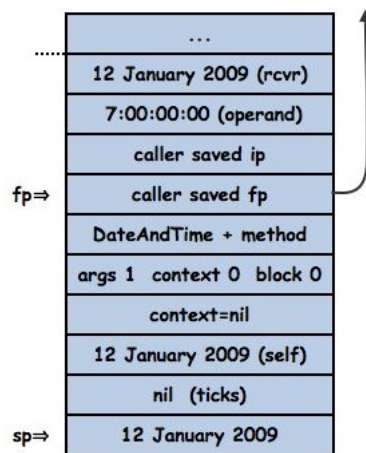 ...
12 January 2009 (rcvr)
7:00:00:00 (operand)
caller saved ip
fp⇒ caller saved fp
DateAndTime + method
args 1 context 0 block 0
context=nil
12 January 2009 (self)
nil (ticks)
sp⇒ 12 January 2009